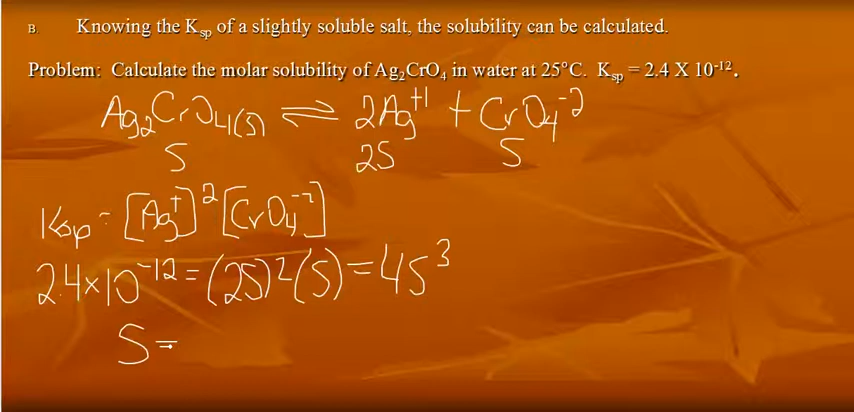 B. Knowing the Ksp of a slightly soluble salt, the solubility can be calculated.
Problem: Calculate the molar solubility of Ag₂CrO₄ in water at 25°C. Ksp = 2.4 X 10⁻¹².
Ag₂CrO₄(s) ⇌ 2Ag⁺¹ + CrO₄⁻²
S 2S S
Ksp = [Ag⁺]²[CrO₄⁻²]
2.4×10⁻¹² = (2S)²(S) = 4S³
S =